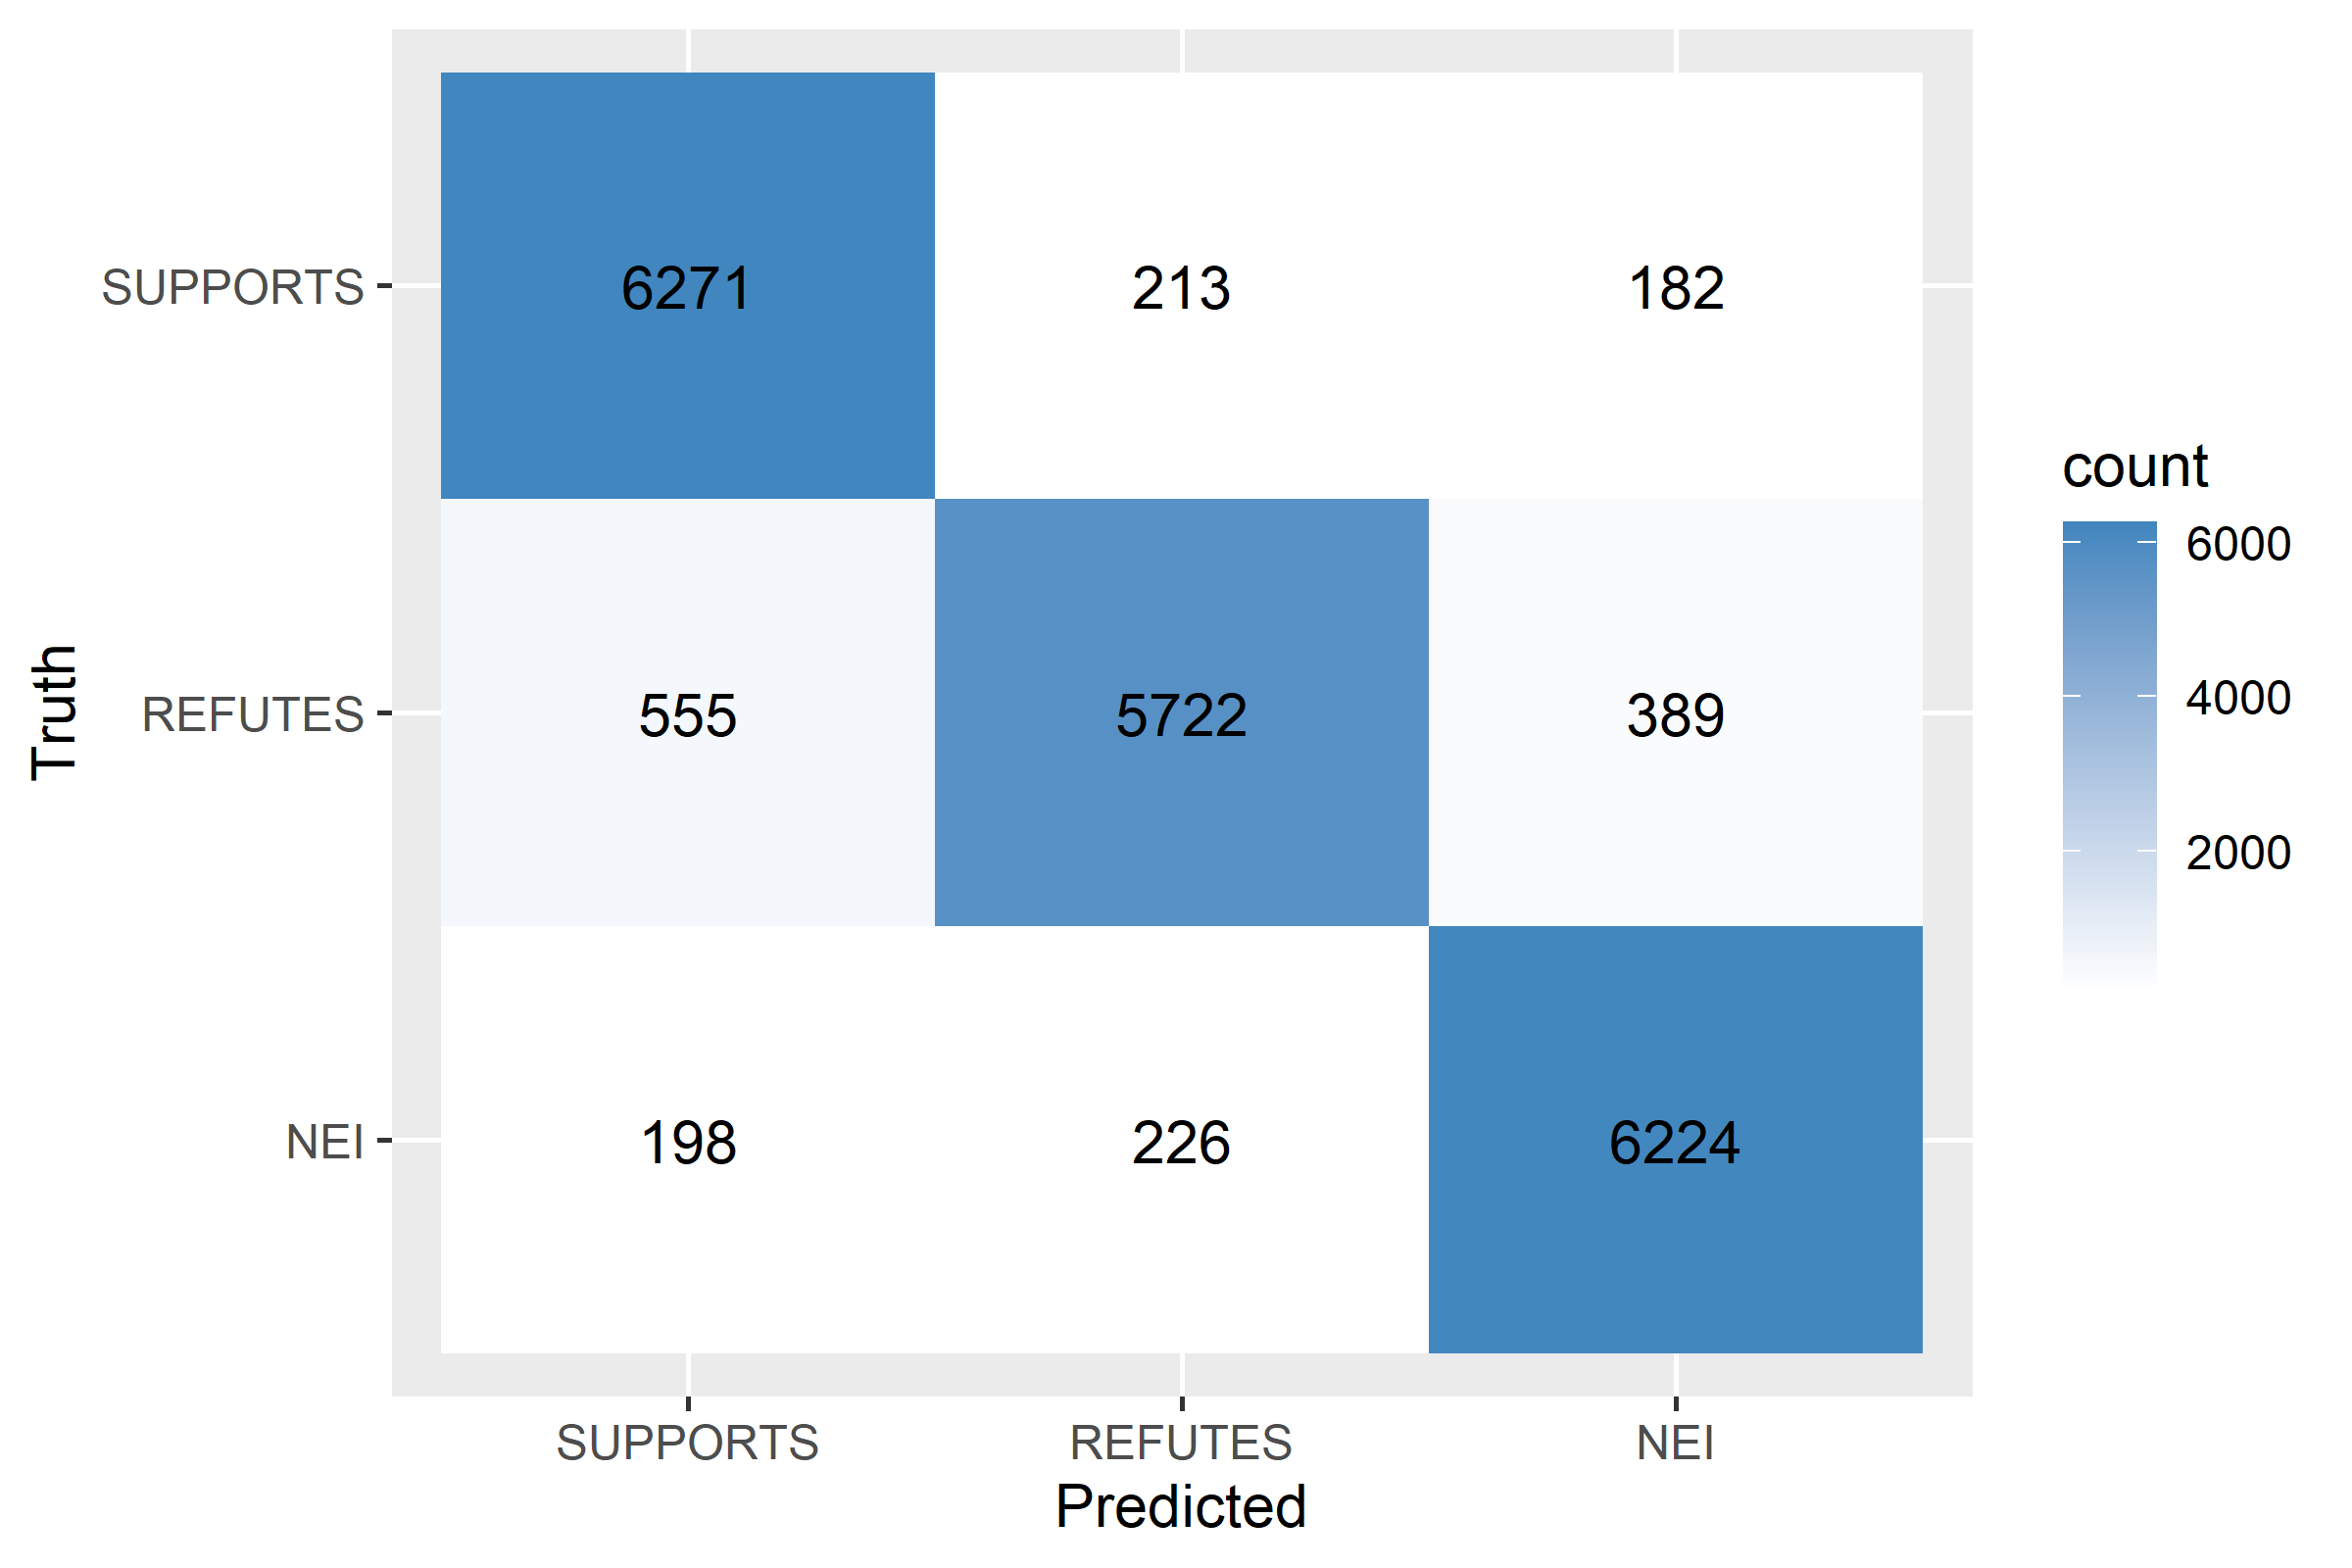 SUPPORTS 6271 213 182
REFUTES 555 5722 389
NEI 198 226 6224
SUPPORTS REFUTES NEI
Predicted
Truth
count
6000
4000
2000